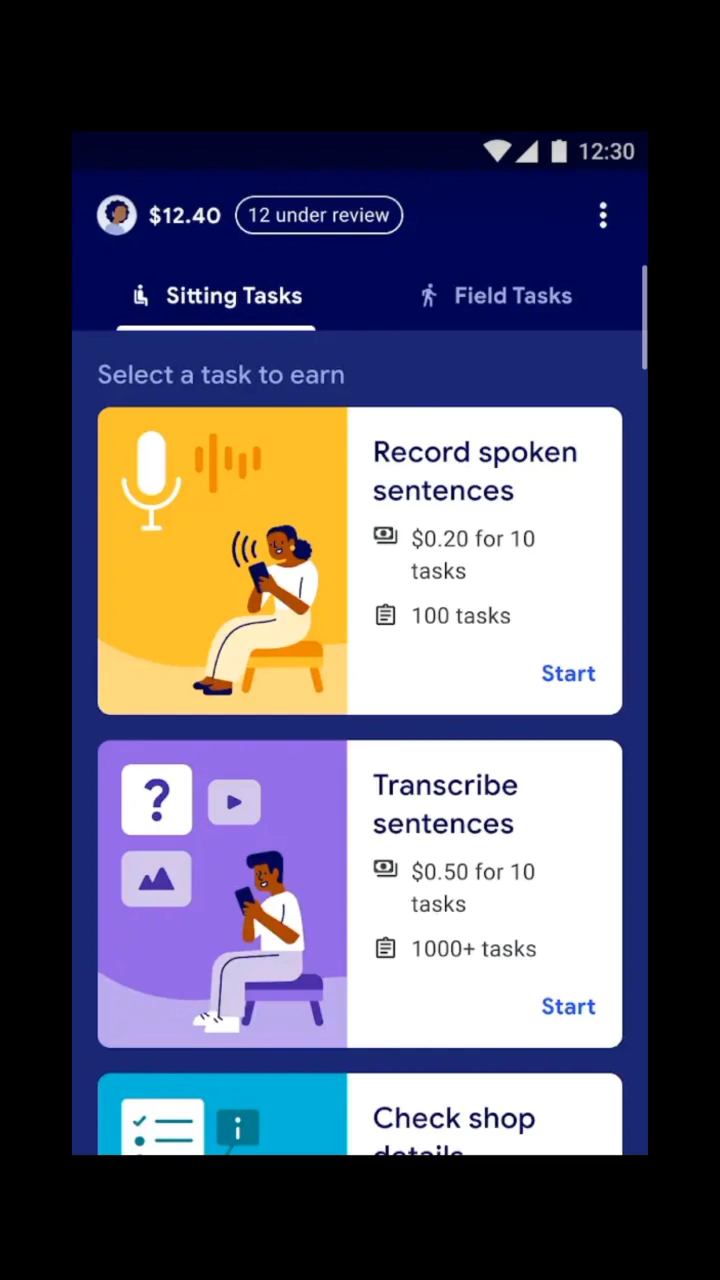 12:30
$12.40
12 under review
Sitting Tasks
Field Tasks
Select a task to earn
Record spoken
sentences
$0.20 for 10
tasks
100 tasks
Start
?
Transcribe
sentences
$0.50 for 10
tasks
1000+ tasks
Start
i
Check shop
details